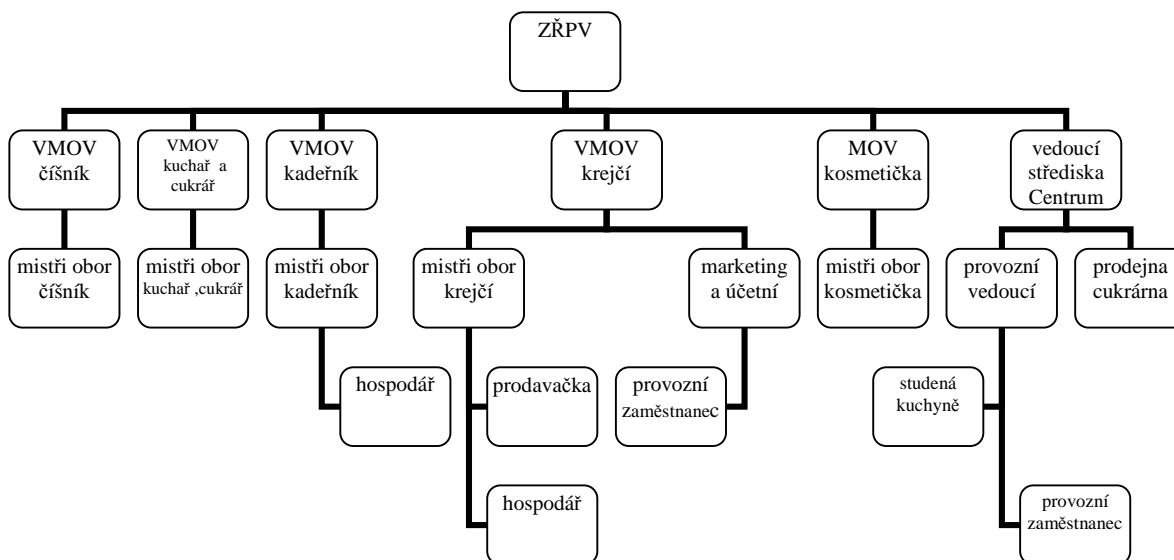 ZŘPV
VMOV
číšník
VMOV
kuchař a
cukrář
VMOV
kadeřník
VMOV
krejčí
MOV
kosmetička
vedoucí
střediska
Centrum
mistři obor
číšník
mistři obor
kuchař ,cukrář
mistři obor
kadeřník
mistři obor
krejčí
marketing
a účetní
mistři obor
kosmetička
provozní
vedoucí
prodejna
cukrárna
hospodář
prodavačka
provozní
zaměstnanec
studená
kuchyně
hospodář
provozní
zaměstnanec